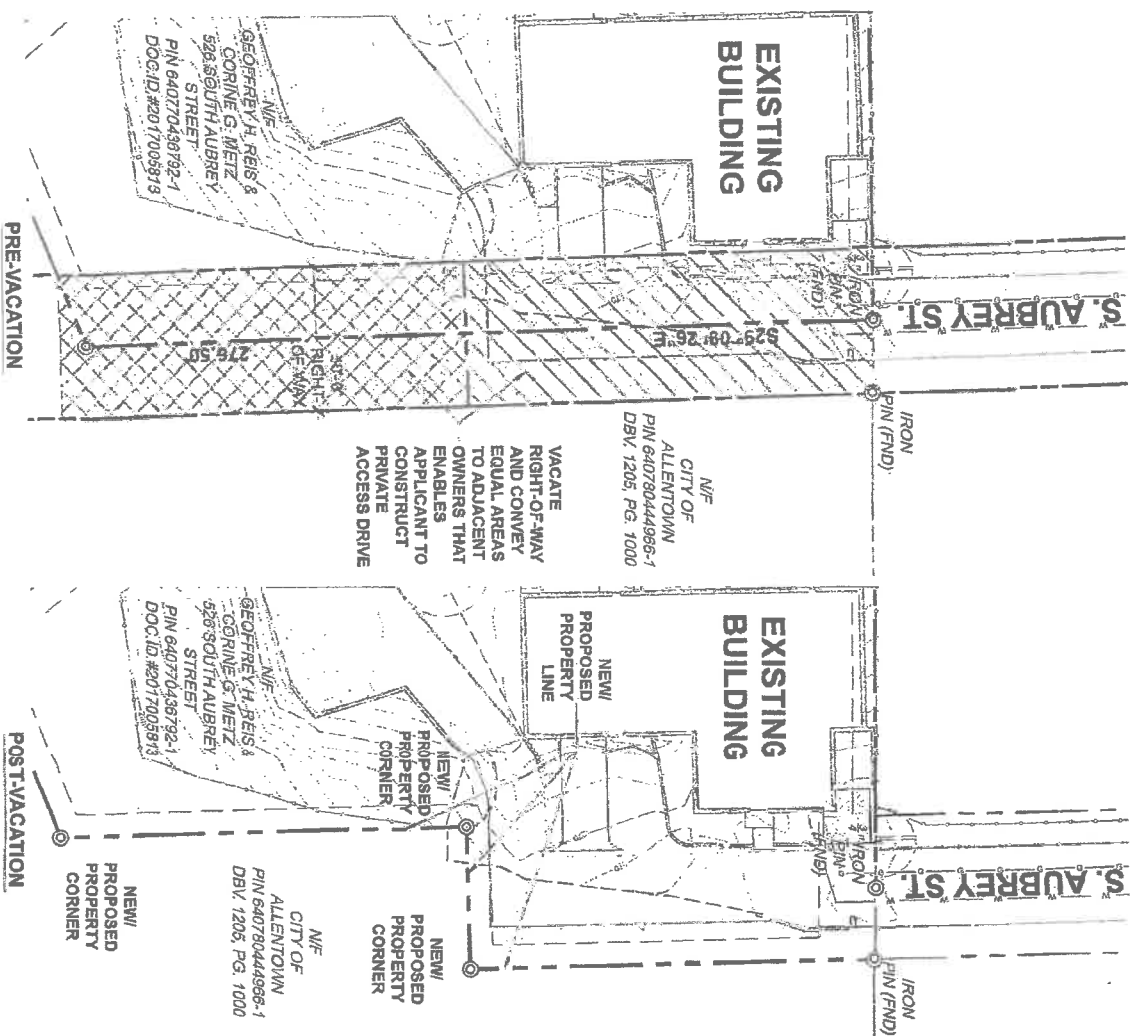 EXISTING
BUILDING
N/F
GEOFFREY H. REIS &
CORINE G. METZ
526 SOUTH AUBREY
STREET
PIN 640770436792-1
DOC.ID.#2017005813
S. AUBREY ST.
IRON
PIN (FND)
IRON
PIN (FND)
S29°08'26"E
276.50
RIGHT
OF-WAY
N/F
CITY OF
ALLENTOWN
PIN 640780444966-1
DBV. 1205, PG. 1000
VACATE
RIGHT-OF-WAY
AND CONVEY
EQUAL AREAS
TO ADJACENT
OWNERS THAT
ENABLES
APPLICANT TO
CONSTRUCT
PRIVATE
ACCESS DRIVE
PRE-VACATION
EXISTING
BUILDING
NEW/
PROPOSED
PROPERTY
LINE
N/F
GEOFFREY H. REIS &
CORINE G. METZ
526 SOUTH AUBREY
STREET
PIN 640770436792-1
DOC.ID.#2017005813
NEW/
PROPOSED
PROPERTY
CORNER
S. AUBREY ST.
IRON
PIN
(FND)
IRON
PIN (FND)
NEW/
PROPOSED
PROPERTY
CORNER
N/F
CITY OF
ALLENTOWN
PIN 640780444966-1
DBV. 1205, PG. 1000
NEW/
PROPOSED
PROPERTY
CORNER
POST-VACATION